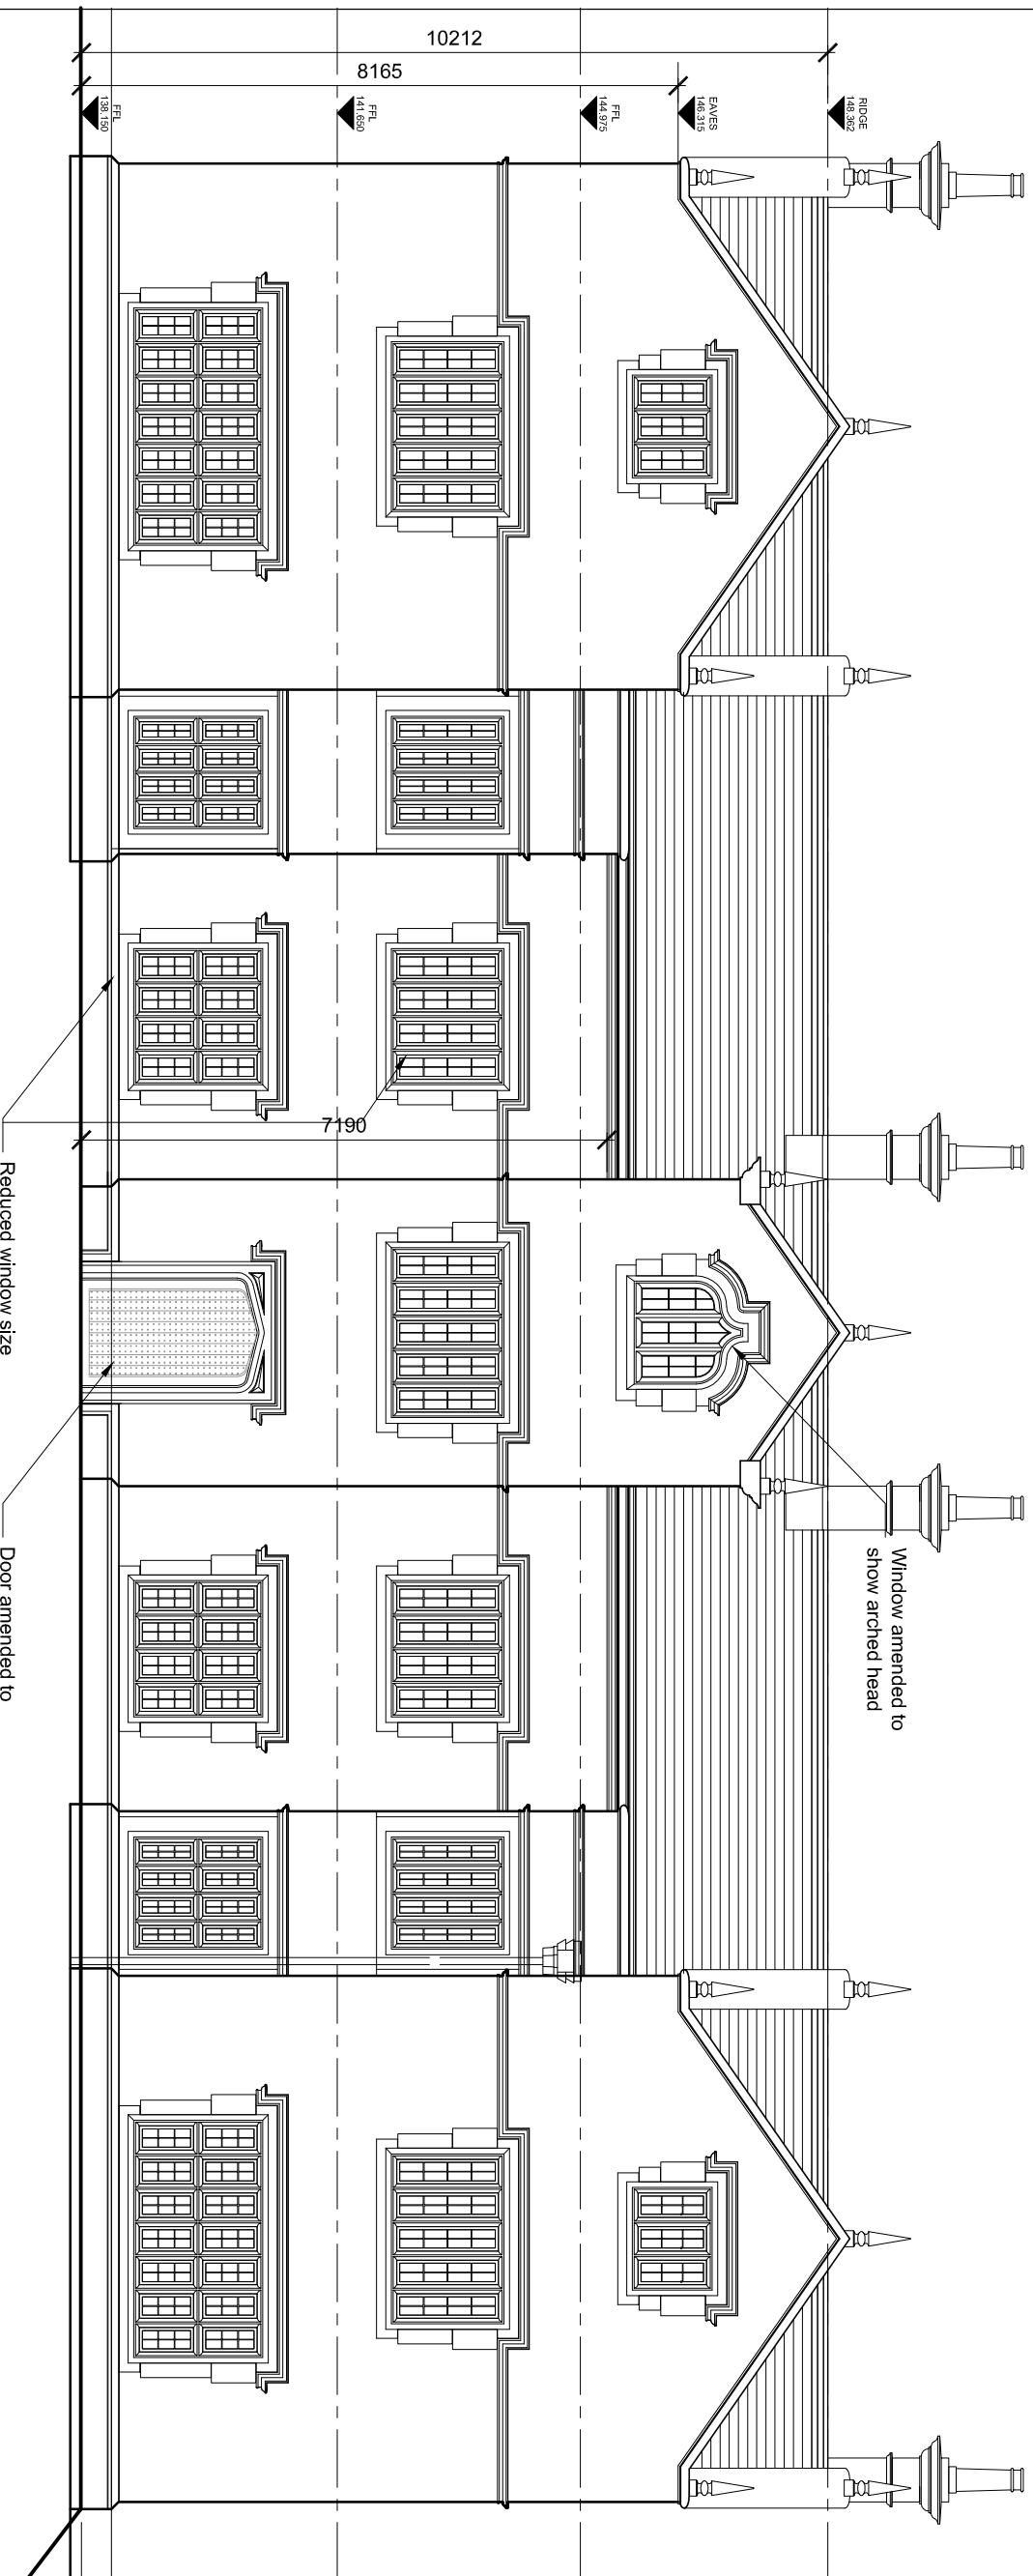 10212
8165
RIDGE
148.362
EAVES
146.315
FFL
144.975
FFL
141.650
FFL
138.150
7190
Window amended to
show arched head
Reduced window size
Door amended to